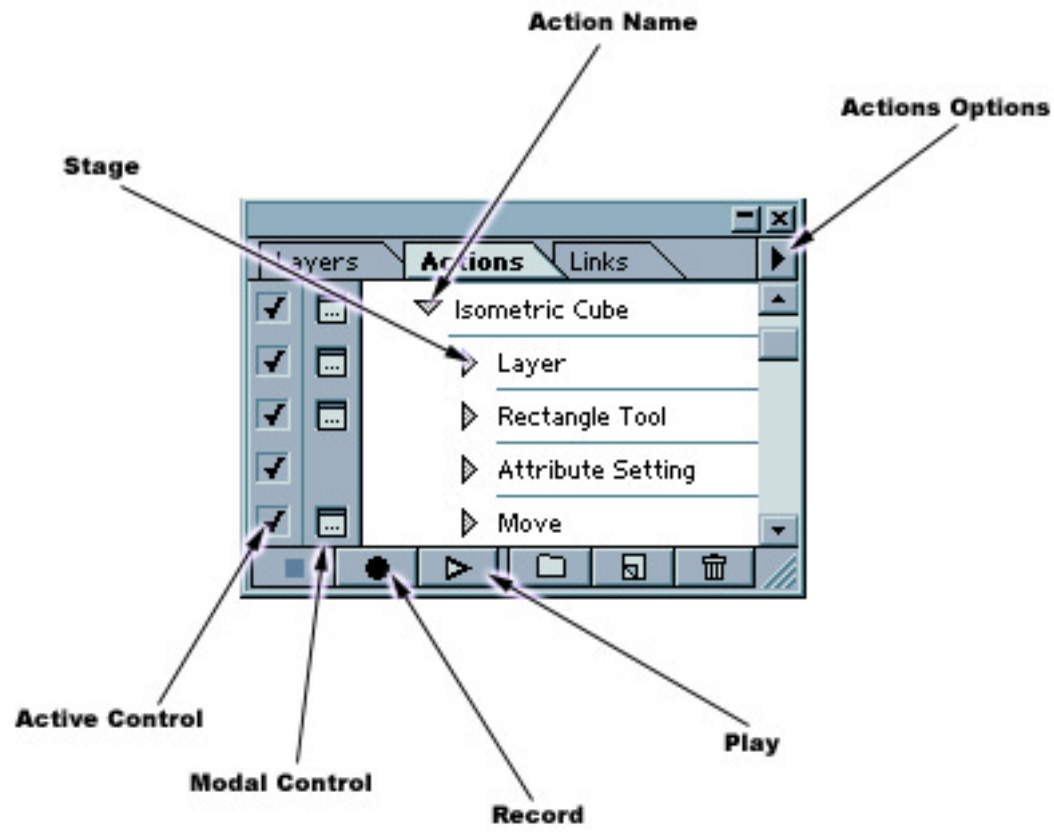 Action Name
Actions Options
Stage
Layers Actions Links
Isometric Cube
Layer
Rectangle Tool
Attribute Setting
Move
Active Control
Play
Modal Control
Record